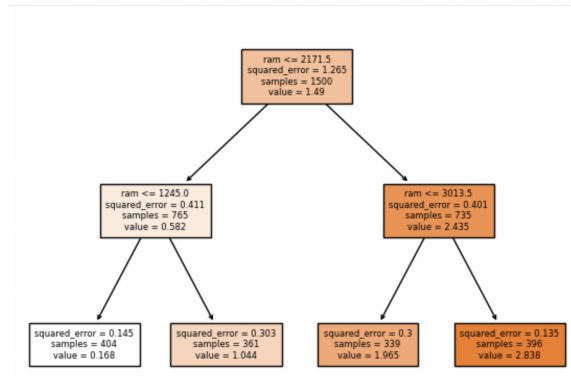 ram <= 2171.5
squared_error = 1.265
samples = 1500
value = 1.49
ram <= 1245.0
squared_error = 0.411
samples = 765
value = 0.582
ram <= 3013.5
squared_error = 0.401
samples = 735
value = 2.435
squared_error = 0.145
samples = 404
value = 0.168
squared_error = 0.303
samples = 361
value = 1.044
squared_error = 0.3
samples = 339
value = 1.965
squared_error = 0.135
samples = 396
value = 2.838